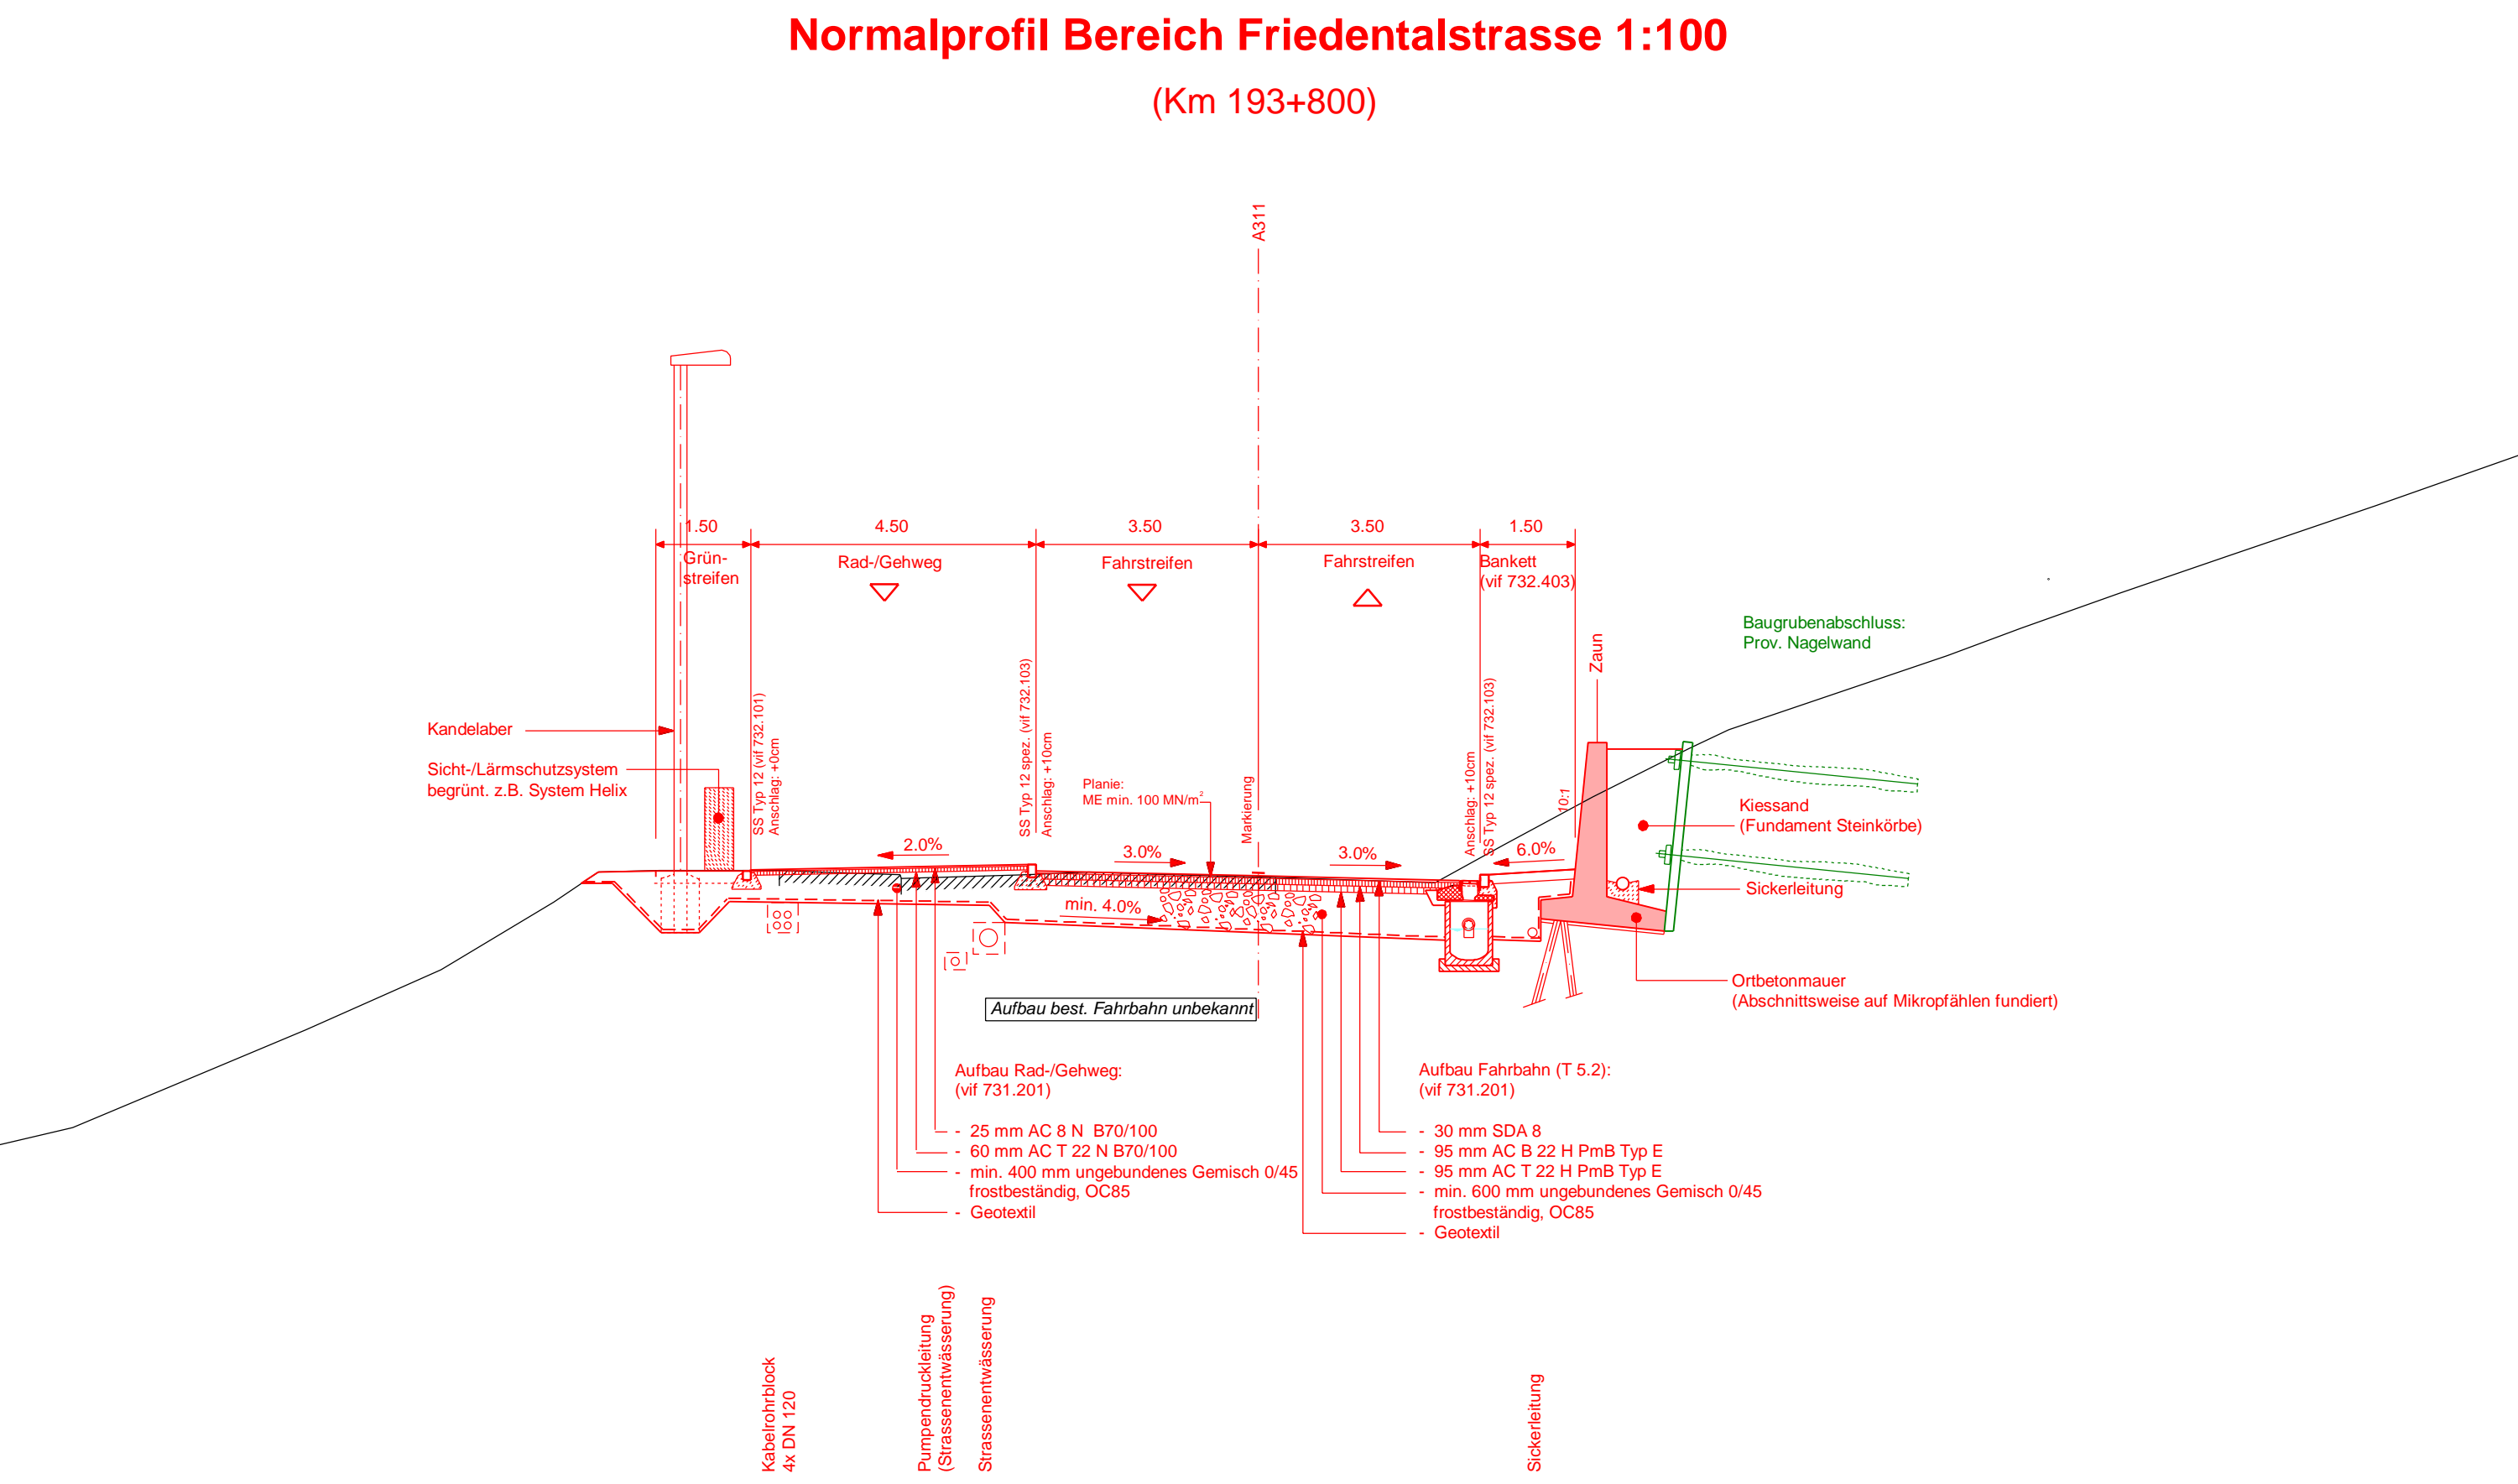 Normalprofil Bereich Friedentalstrasse 1:100
(Km 193+800)
A311
1.50
4.50
3.50
3.50
1.50
Grün-
streifen
Rad-/Gehweg
Fahrstreifen
Fahrstreifen
Bankett
(vif 732.403)
Baugrubenabschluss:
Prov. Nagelwand
Zaun
Kandelaber
Sicht-/Lärmschutzsystem
begrünt. z.B. System Helix
SS Typ 12 (vif 732.101)
Anschlag: +0cm
SS Typ 12 spez. (vif 732.103)
Anschlag: +10cm
Planie:
ME min. 100 MN/m²
Markierung
Anschlag: +10cm
SS Typ 12 spez. (vif 732.103)
10:1
Kiessand
(Fundament Steinkörbe)
2.0%
3.0%
3.0%
6.0%
min. 4.0%
Sickerleitung
Ortbetonmauer
(Abschnittsweise auf Mikropfählen fundiert)
Aufbau best. Fahrbahn unbekannt
Aufbau Rad-/Gehweg:
(vif 731.201)
- 25 mm AC 8 N B70/100
- 60 mm AC T 22 N B70/100
- min. 400 mm ungebundenes Gemisch 0/45
frostbeständig, OC85
- Geotextil
Aufbau Fahrbahn (T 5.2):
(vif 731.201)
- 30 mm SDA 8
- 95 mm AC B 22 H PmB Typ E
- 95 mm AC T 22 H PmB Typ E
- min. 600 mm ungebundenes Gemisch 0/45
frostbeständig, OC85
- Geotextil
Kabelrohrblock
4x DN 120
Pumpendruckleitung
(Strassenentwässerung)
Strassenentwässerung
Sickerleitung